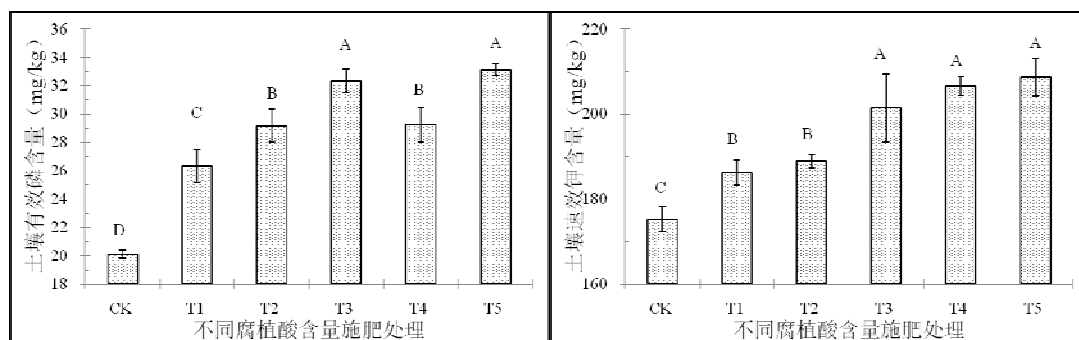 土壤有效磷含量（mg/kg）
36
34
32
30
28
26
24
22
20
18
D
C
B
A
B
A
CK T1 T2 T3 T4 T5
不同腐植酸含量施肥处理
土壤速效钾含量（mg/kg）
220
200
180
160
C
B
B
A
A
A
CK T1 T2 T3 T4 T5
不同腐植酸含量施肥处理